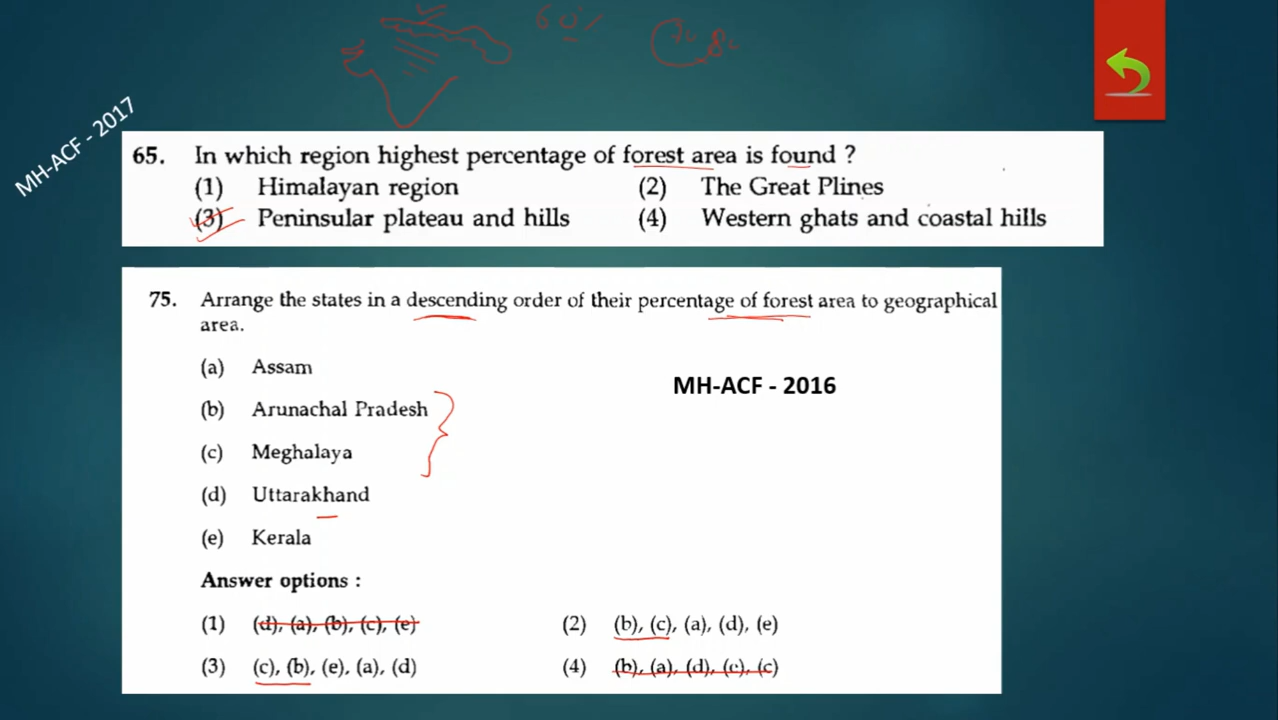 60%
70 80
MH-ACF - 2017
65. In which region highest percentage of forest area is found ?
(1) Himalayan region (2) The Great Plines
(3) Peninsular plateau and hills (4) Western ghats and coastal hills
75. Arrange the states in a descending order of their percentage of forest area to geographical
area.
(a) Assam
MH-ACF - 2016
(b) Arunachal Pradesh
(c) Meghalaya
(d) Uttarakhand
(e) Kerala
Answer options :
(1) (d), (a), (b), (c), (e) (2) (b), (c), (a), (d), (e)
(3) (c), (b), (e), (a), (d) (4) (b), (a), (d), (e), (c)